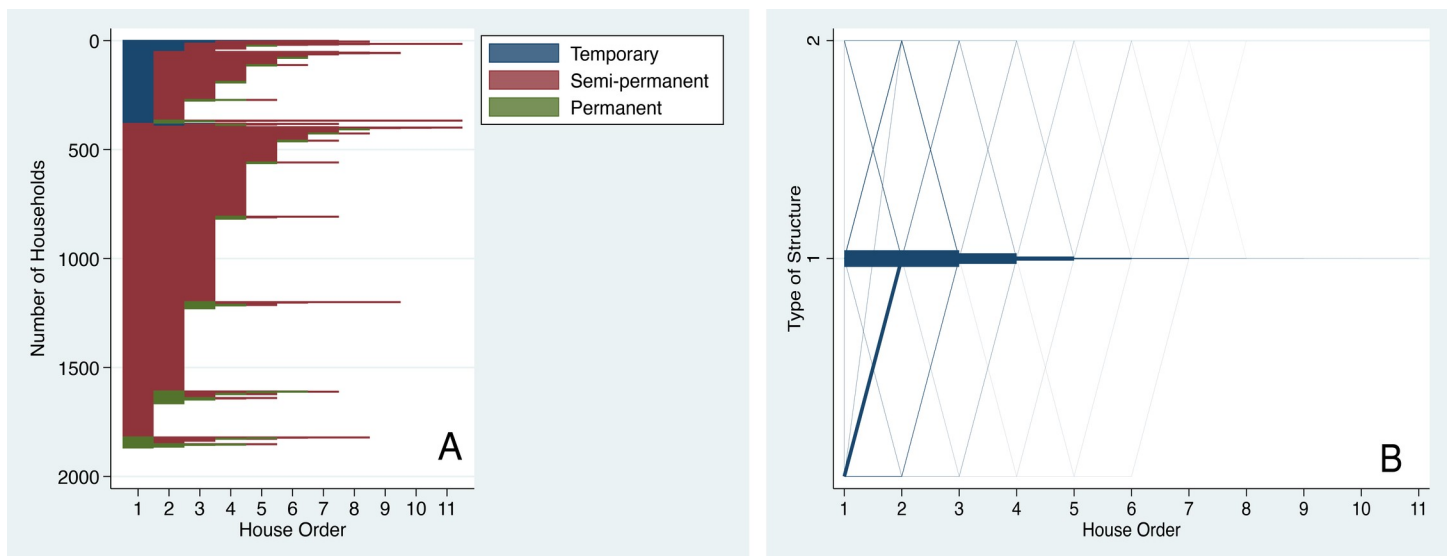 0
500
1000
1500
2000
Number of Households
1 2 3 4 5 6 7 8 9 10 11
House Order
Temporary
Semi-permanent
Permanent
A
2
1
Type of Structure
1 2 3 4 5 6 7 8 9 10 11
House Order
B